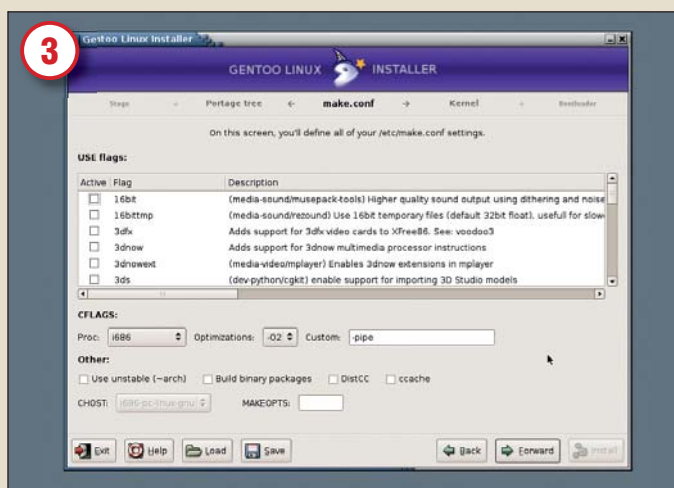 3
Gentoo Linux Installer
GENTOO LINUX INSTALLER
Stage Portage tree ← make.conf → Kernel Bootloader
On this screen, you'll define all of your /etc/make.conf settings.
USE flags:
Active Flag Description
16bit (media-sound/musepack-tools) Higher quality sound output using dithering and noise
16bittmp (media-sound/rezound) Use 16bit temporary files (default 32bit float), usefull for slow
3dfx Adds support for 3dfx video cards to XFree86. See: voodoo3
3dnow Adds support for 3dnow multimedia processor instructions
3dnowext (media-video/mplayer) Enables 3dnow extensions in mplayer
3ds (dev-python/cgkit) enable support for importing 3D Studio models
CFLAGS:
Proc: i686 Optimizations: -O2 Custom: -pipe
Other:
Use unstable (~arch) Build binary packages DistCC ccache
CHOST: i686-pc-linux-gnu MAKEOPTS:
Exit Help Load Save Back Forward Install